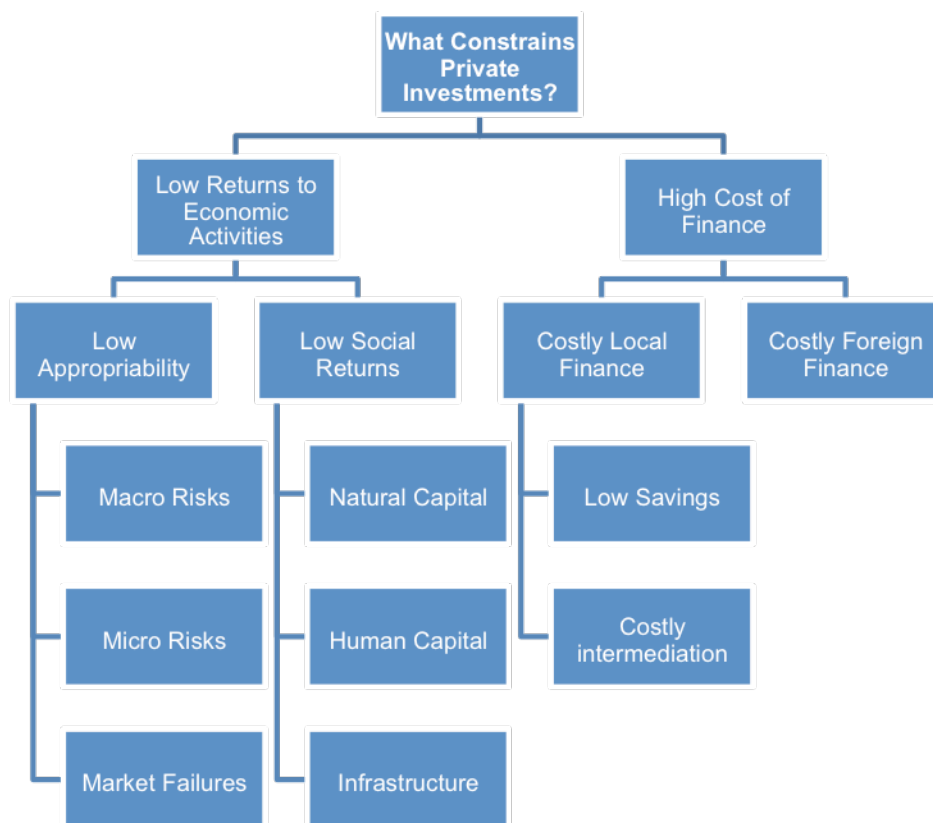 What Constrains
Private
Investments?
Low Returns to
Economic
Activities
High Cost of
Finance
Low
Appropriability
Low Social
Returns
Costly Local
Finance
Costly Foreign
Finance
Macro Risks
Natural Capital
Low Savings
Micro Risks
Human Capital
Costly
intermediation
Market Failures
Infrastructure